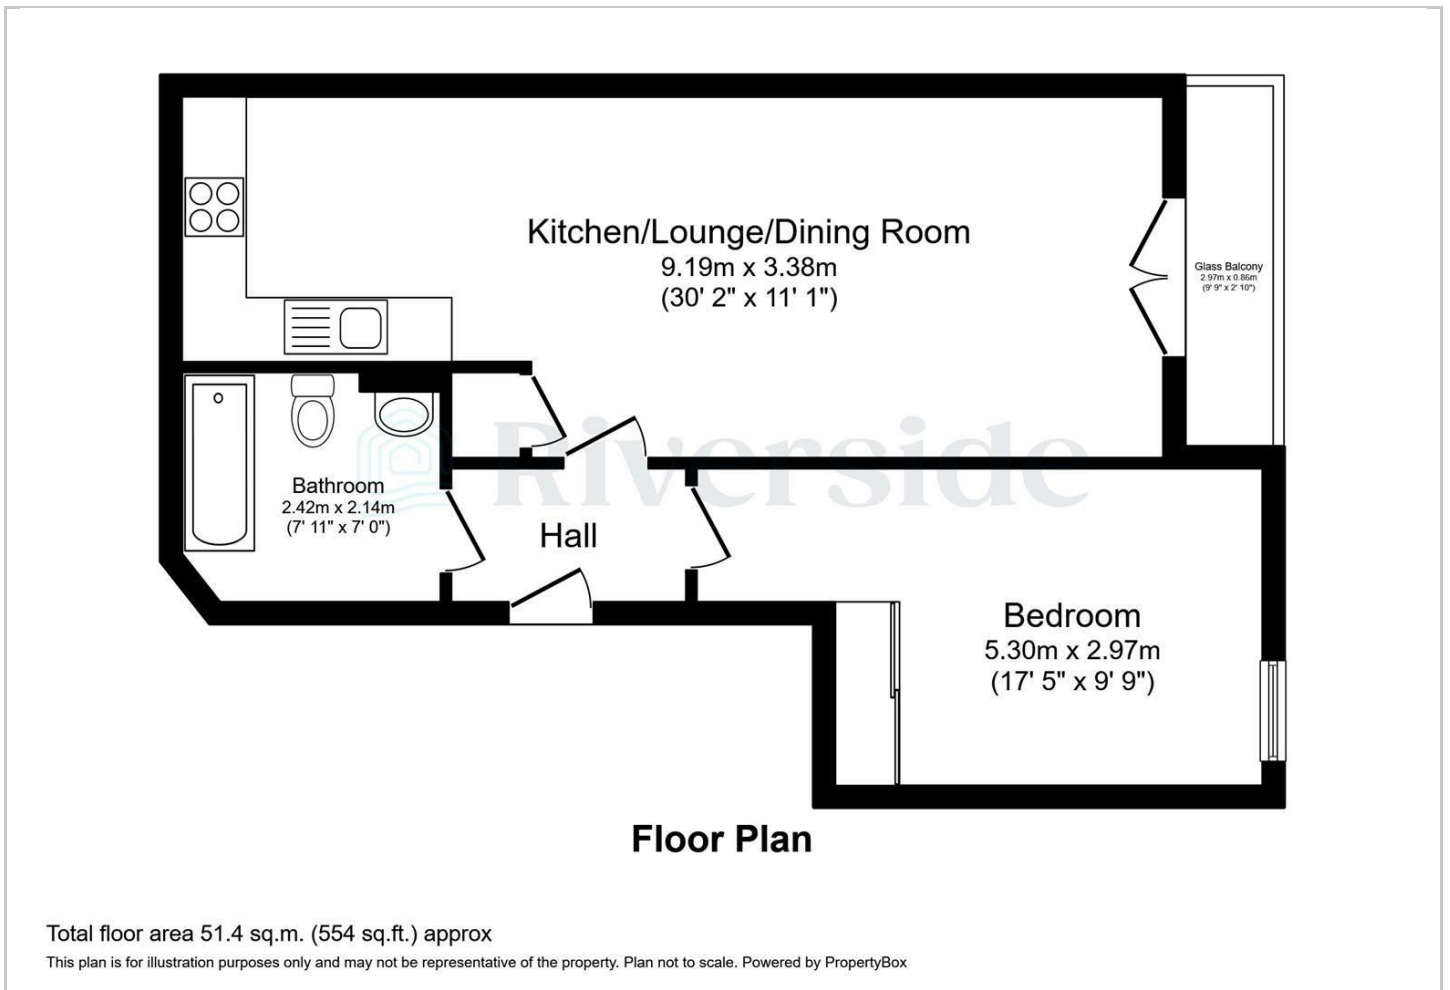 Kitchen/Lounge/Dining Room
9.19m x 3.38m
(30' 2" x 11' 1")
Glass Balcony
2.97m x 0.86m
(9' 9" x 2' 10")
Riverside
Bathroom
2.42m x 2.14m
(7' 11" x 7' 0")
Hall
Bedroom
5.30m x 2.97m
(17' 5" x 9' 9")
Floor Plan
Total floor area 51.4 sq.m. (554 sq.ft.) approx
This plan is for illustration purposes only and may not be representative of the property. Plan not to scale. Powered by PropertyBox